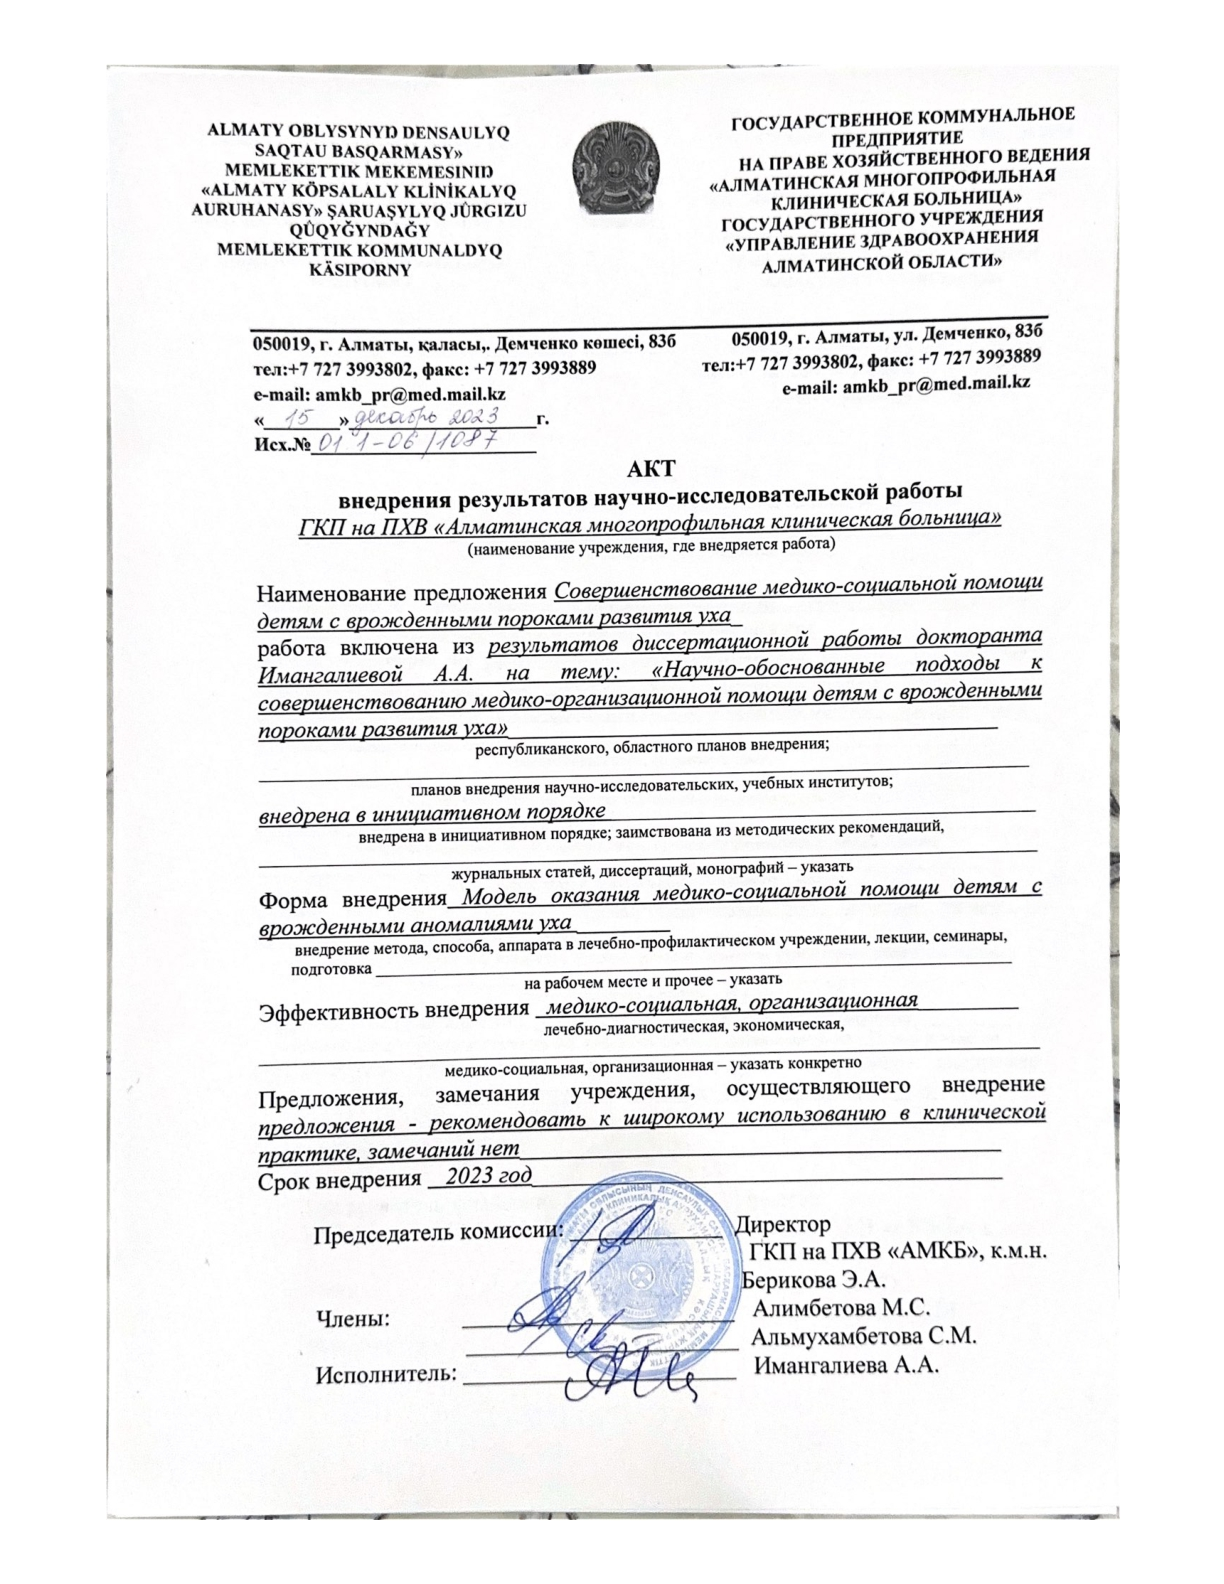 ALMATY OBLYSYNYŊ DENSAULYQ
SAQTAU BASQARMASY»
MEMLEKETTIK MEKEMESINIŊ
«ALMATY KÖPSALALY KLİNİKALYQ
AURUHANASY» ŞARUAŞYLYQ JÛRGIZU
QÛQYĞYNDAĞY
MEMLEKETTIK KOMMUNALDYQ
KÄSIPORNY
ГОСУДАРСТВЕННОЕ КОММУНАЛЬНОЕ
ПРЕДПРИЯТИЕ
НА ПРАВЕ ХОЗЯЙСТВЕННОГО ВЕДЕНИЯ
«АЛМАТИНСКАЯ МНОГОПРОФИЛЬНАЯ
КЛИНИЧЕСКАЯ БОЛЬНИЦА»
ГОСУДАРСТВЕННОГО УЧРЕЖДЕНИЯ
«УПРАВЛЕНИЕ ЗДРАВООХРАНЕНИЯ
АЛМАТИНСКОЙ ОБЛАСТИ»
050019, г. Алматы, қаласы,. Демченко көшесі, 83б
тел:+7 727 3993802, факс: +7 727 3993889
e-mail: amkb_pr@med.mail.kz
050019, г. Алматы, ул. Демченко, 83б
тел:+7 727 3993802, факс: +7 727 3993889
e-mail: amkb_pr@med.mail.kz
«15» декабрь 2023 г.
Исх.№ 01 1-06/1087
АКТ
внедрения результатов научно-исследовательской работы
ГКП на ПХВ «Алматинская многопрофильная клиническая больница»
(наименование учреждения, где внедряется работа)
Наименование предложения Совершенствование медико-социальной помощи
детям с врожденными пороками развития уха
работа включена из результатов диссертационной работы докторанта
Имангалиевой А.А. на тему: «Научно-обоснованные подходы к
совершенствованию медико-организационной помощи детям с врожденными
пороками развития уха»
республиканского, областного планов внедрения;
планов внедрения научно-исследовательских, учебных институтов;
внедрена в инициативном порядке
внедрена в инициативном порядке; заимствована из методических рекомендаций,
журнальных статей, диссертаций, монографий – указать
Форма внедрения Модель оказания медико-социальной помощи детям с
врожденными аномалиями уха
внедрение метода, способа, аппарата в лечебно-профилактическом учреждении, лекции, семинары,
подготовка
на рабочем месте и прочее – указать
Эффективность внедрения медико-социальная, организационная
лечебно-диагностическая, экономическая,
медико-социальная, организационная – указать конкретно
Предложения, замечания учреждения, осуществляющего внедрение
предложения - рекомендовать к широкому использованию в клинической
практике, замечаний нет
Срок внедрения 2023 год
Председатель комиссии: Директор
ГКП на ПХВ «АМКБ», к.м.н.
Берикова Э.А.
Члены: Алимбетова М.С.
Альмухамбетова С.М.
Исполнитель: Имангалиева А.А.